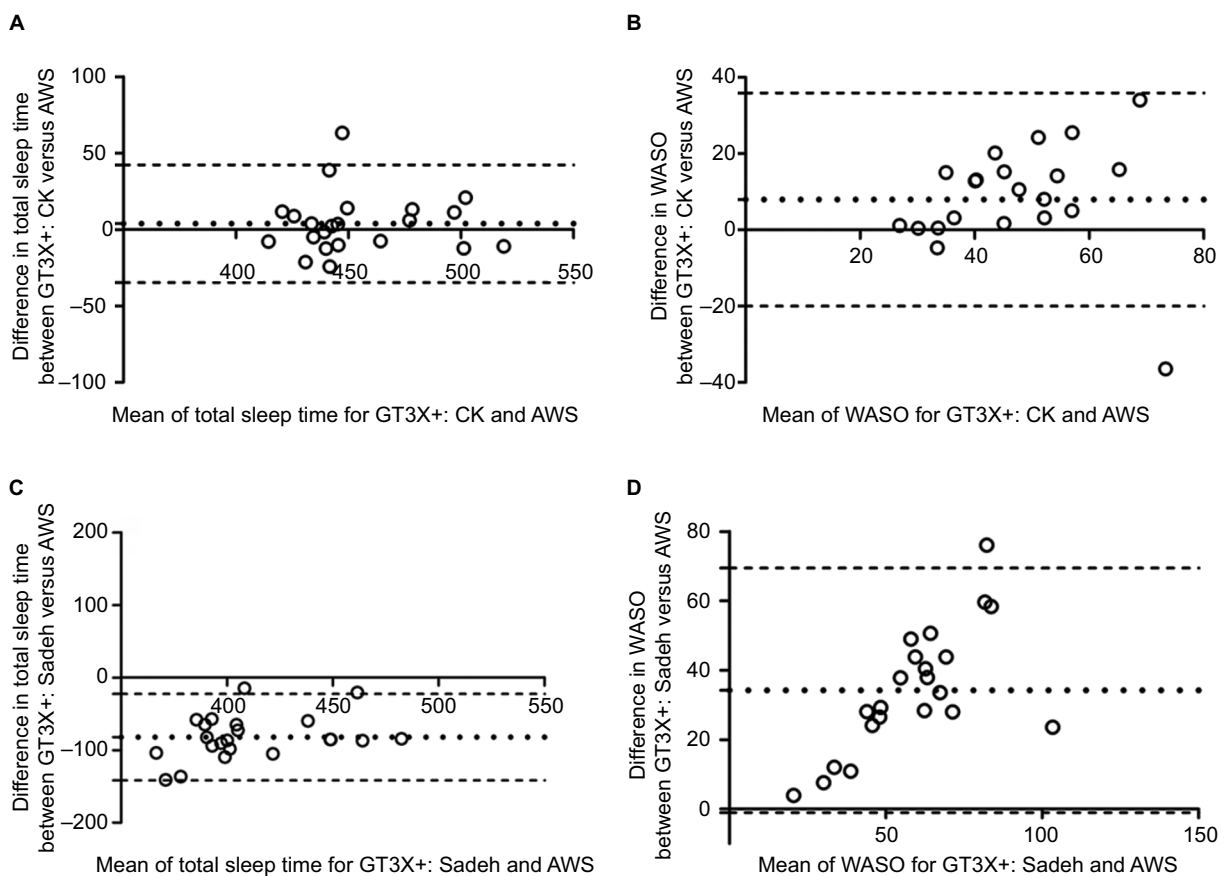 A
Difference in total sleep time
between GT3X+: CK versus AWS
100
50
0
–50
–100
400 450 500 550
Mean of total sleep time for GT3X+: CK and AWS
B
Difference in WASO
between GT3X+: CK versus AWS
40
20
0
–20
–40
20 40 60 80
Mean of WASO for GT3X+: CK and AWS
C
Difference in total sleep time
between GT3X+: Sadeh versus AWS
200
100
0
–100
–200
400 450 500 550
Mean of total sleep time for GT3X+: Sadeh and AWS
D
Difference in WASO
between GT3X+: Sadeh versus AWS
80
60
40
20
0
50 100 150
Mean of WASO for GT3X+: Sadeh and AWS